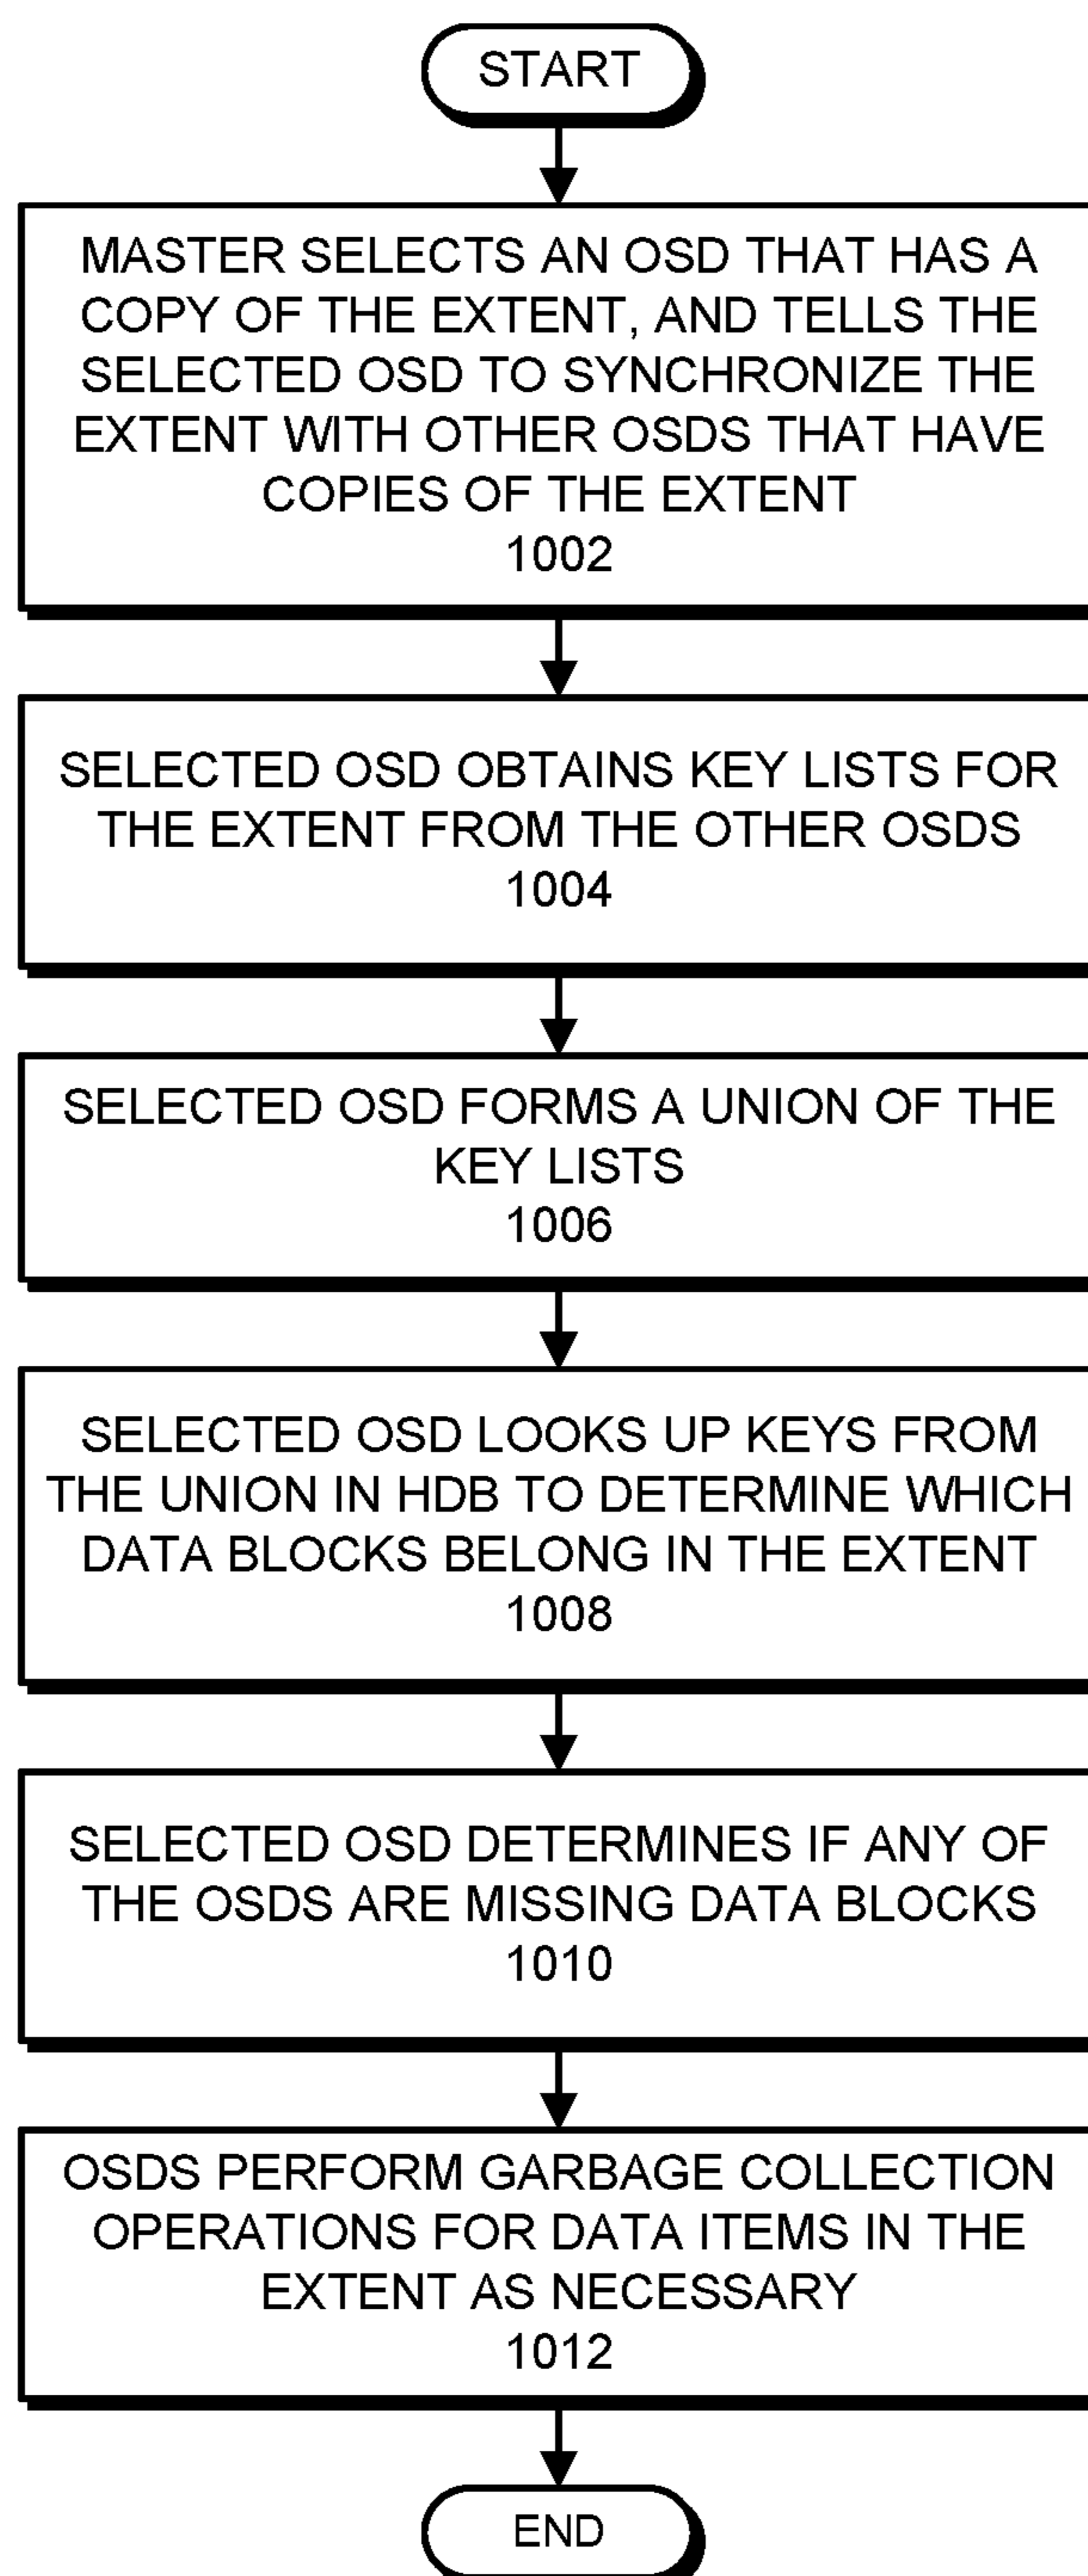 START
MASTER SELECTS AN OSD THAT HAS A
COPY OF THE EXTENT, AND TELLS THE
SELECTED OSD TO SYNCHRONIZE THE
EXTENT WITH OTHER OSDS THAT HAVE
COPIES OF THE EXTENT
1002
SELECTED OSD OBTAINS KEY LISTS FOR
THE EXTENT FROM THE OTHER OSDS
1004
SELECTED OSD FORMS A UNION OF THE
KEY LISTS
1006
SELECTED OSD LOOKS UP KEYS FROM
THE UNION IN HDB TO DETERMINE WHICH
DATA BLOCKS BELONG IN THE EXTENT
1008
SELECTED OSD DETERMINES IF ANY OF
THE OSDS ARE MISSING DATA BLOCKS
1010
OSDS PERFORM GARBAGE COLLECTION
OPERATIONS FOR DATA ITEMS IN THE
EXTENT AS NECESSARY
1012
END